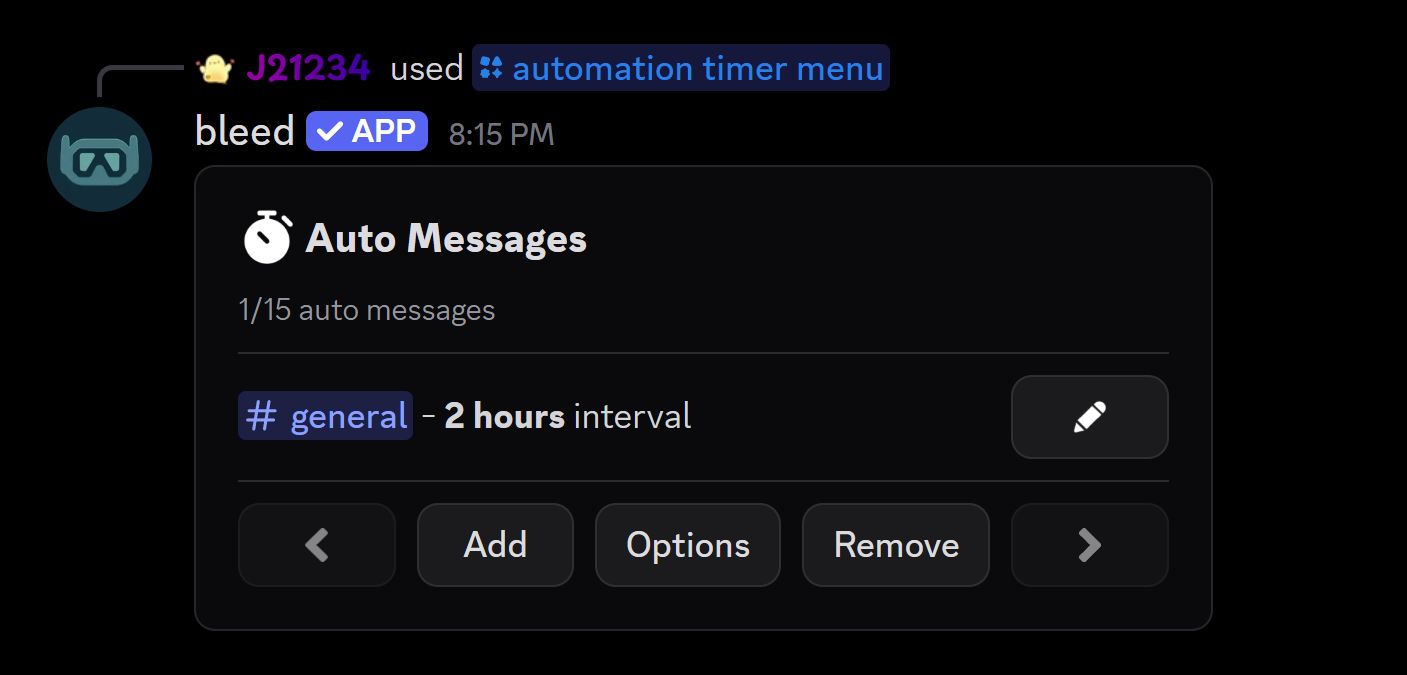 J21234 used automation timer menu
bleed ✓ APP 8:15 PM
Auto Messages
1/15 auto messages
# general - 2 hours interval
Add Options Remove